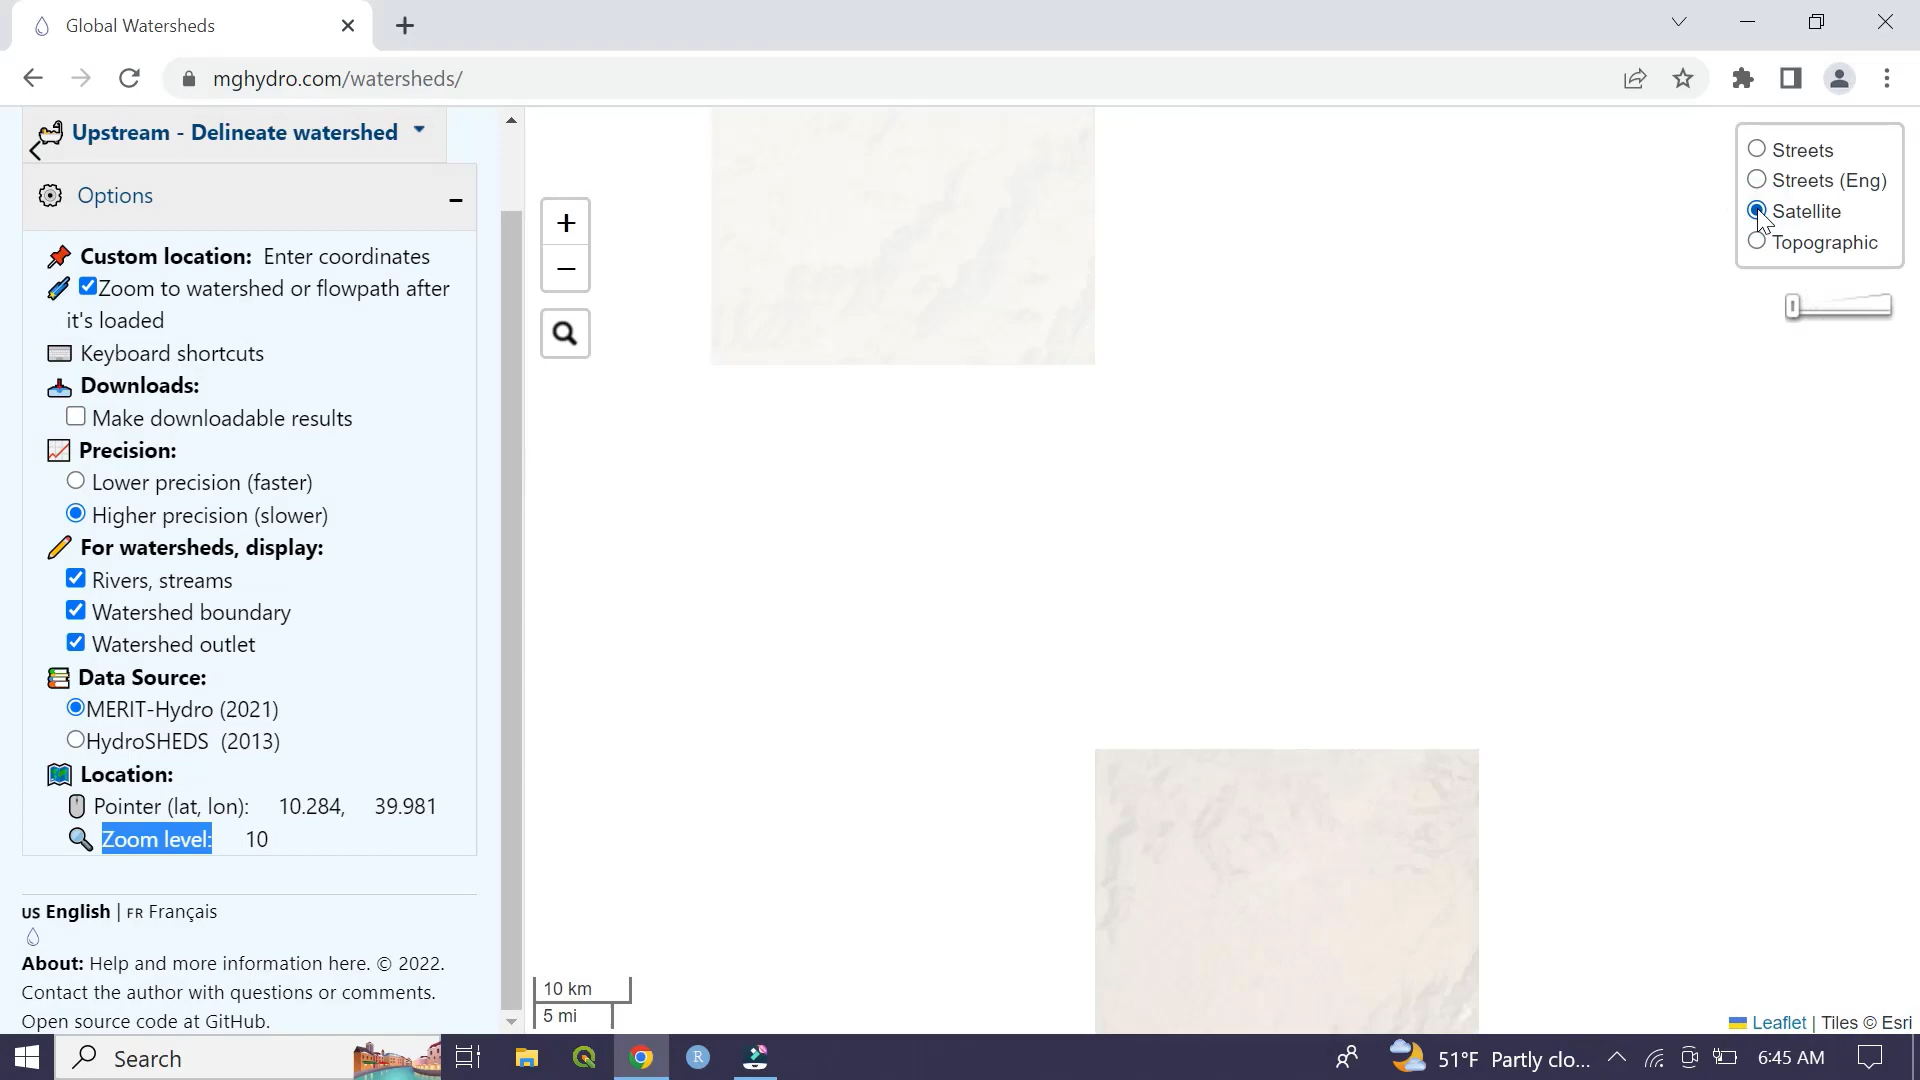 Global Watersheds
mghydro.com/watersheds/
Upstream - Delineate watershed
Options
Custom location: Enter coordinates
Zoom to watershed or flowpath after
it's loaded
Keyboard shortcuts
Downloads:
Make downloadable results
Precision:
Lower precision (faster)
Higher precision (slower)
For watersheds, display:
Rivers, streams
Watershed boundary
Watershed outlet
Data Source:
MERIT-Hydro (2021)
HydroSHEDS (2013)
Location:
Pointer (lat, lon): 10.284, 39.981
Zoom level: 10
US English | FR Français
About: Help and more information here. © 2022.
Contact the author with questions or comments.
Open source code at GitHub.
+
−
10 km
5 mi
Streets
Streets (Eng)
Satellite
Topographic
Leaflet | Tiles © Esri
Search
R
51°F Partly clo...
6:45 AM